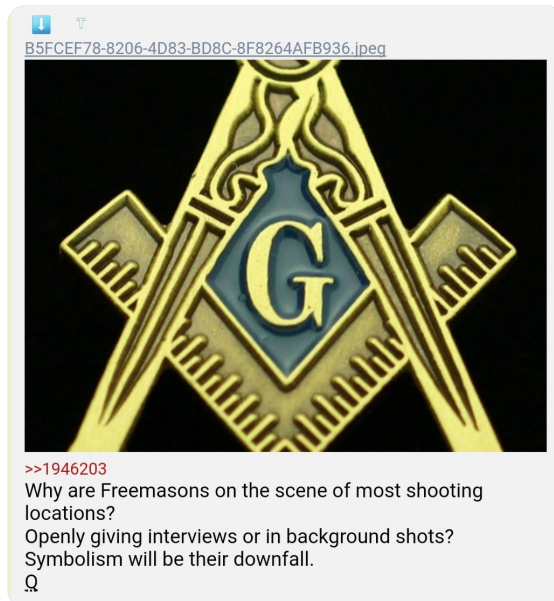 B5FCEF78-8206-4D83-BD8C-8F8264AFB936.jpeg
G
>>1946203
Why are Freemasons on the scene of most shooting
locations?
Openly giving interviews or in background shots?
Symbolism will be their downfall.
Q